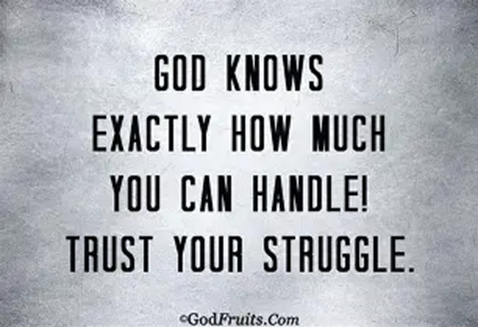 GOD KNOWS
EXACTLY HOW MUCH
YOU CAN HANDLE!
TRUST YOUR STRUGGLE.
©GodFruits.Com